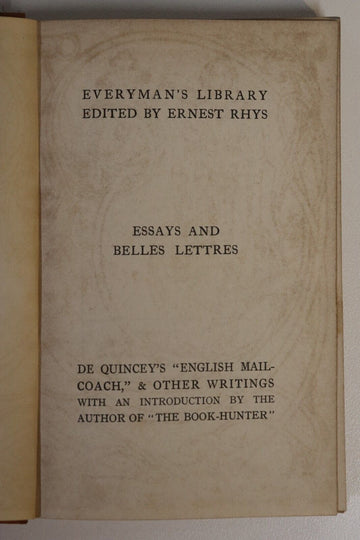 EVERYMAN'S LIBRARY
EDITED BY ERNEST RHYS
ESSAYS AND
BELLES LETTRES
DE QUINCEY'S "ENGLISH MAIL-
COACH," & OTHER WRITINGS
WITH AN INTRODUCTION BY THE
AUTHOR OF "THE BOOK-HUNTER"